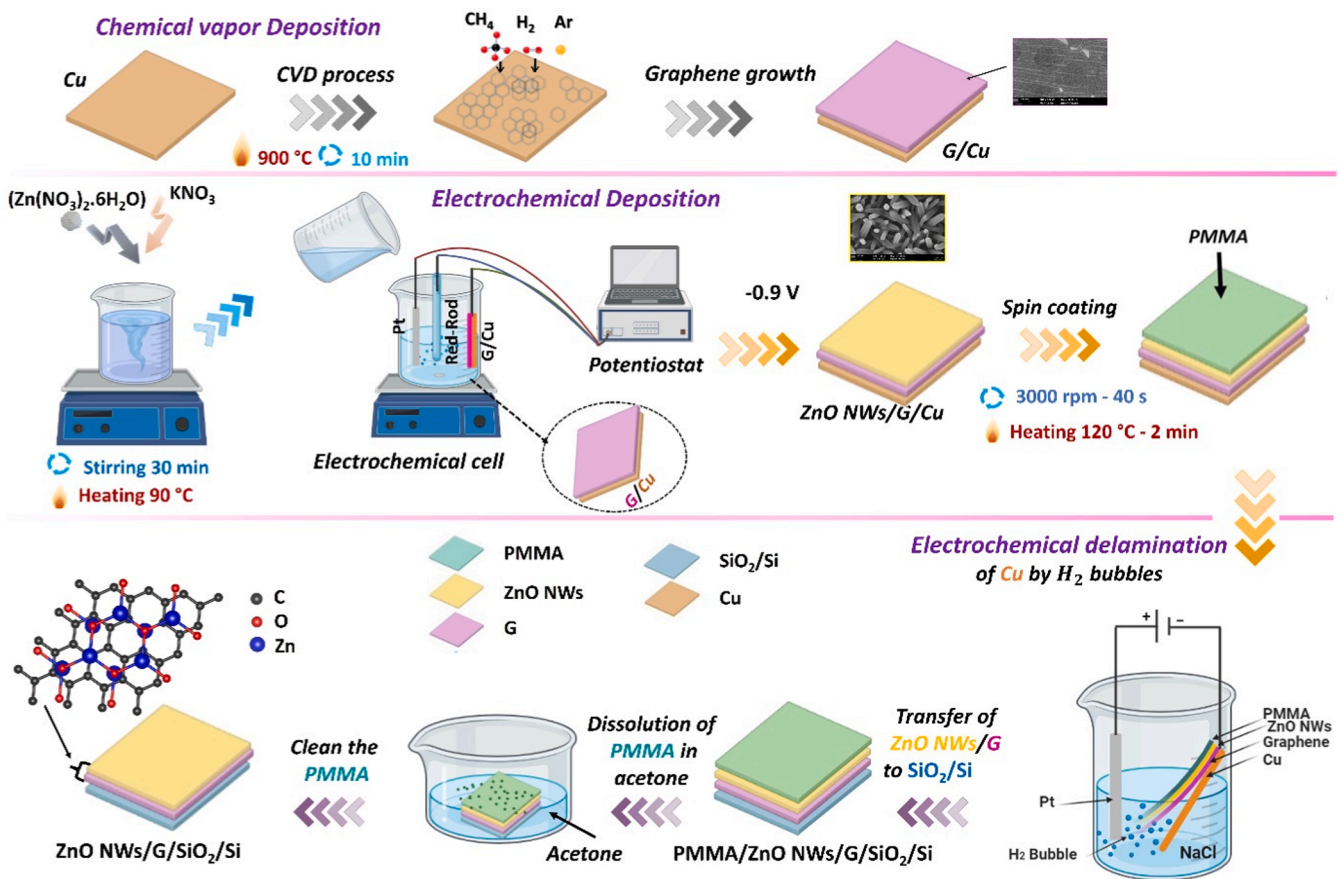 Chemical vapor Deposition
Cu
CVD process
900 °C
10 min
CH4 H2 Ar
Graphene growth
G/Cu
Electrochemical Deposition
(Zn(NO3)2.6H2O)
KNO3
Stirring 30 min
Heating 90 °C
Pt
Red-Rod
G/Cu
Potentiostat
Electrochemical cell
G/Cu
-0.9 V
ZnO NWs/G/Cu
Spin coating
3000 rpm - 40 s
Heating 120 °C - 2 min
PMMA
Electrochemical delamination
of Cu by H2 bubbles
+ −
PMMA
ZnO NWs
Graphene
Cu
Pt
H2 Bubble
NaCl
PMMA
ZnO NWs
G
SiO2/Si
Cu
Transfer of
ZnO NWs/G
to SiO2/Si
PMMA/ZnO NWs/G/SiO2/Si
Dissolution of
PMMA in
acetone
Acetone
Clean the
PMMA
C
O
Zn
ZnO NWs/G/SiO2/Si